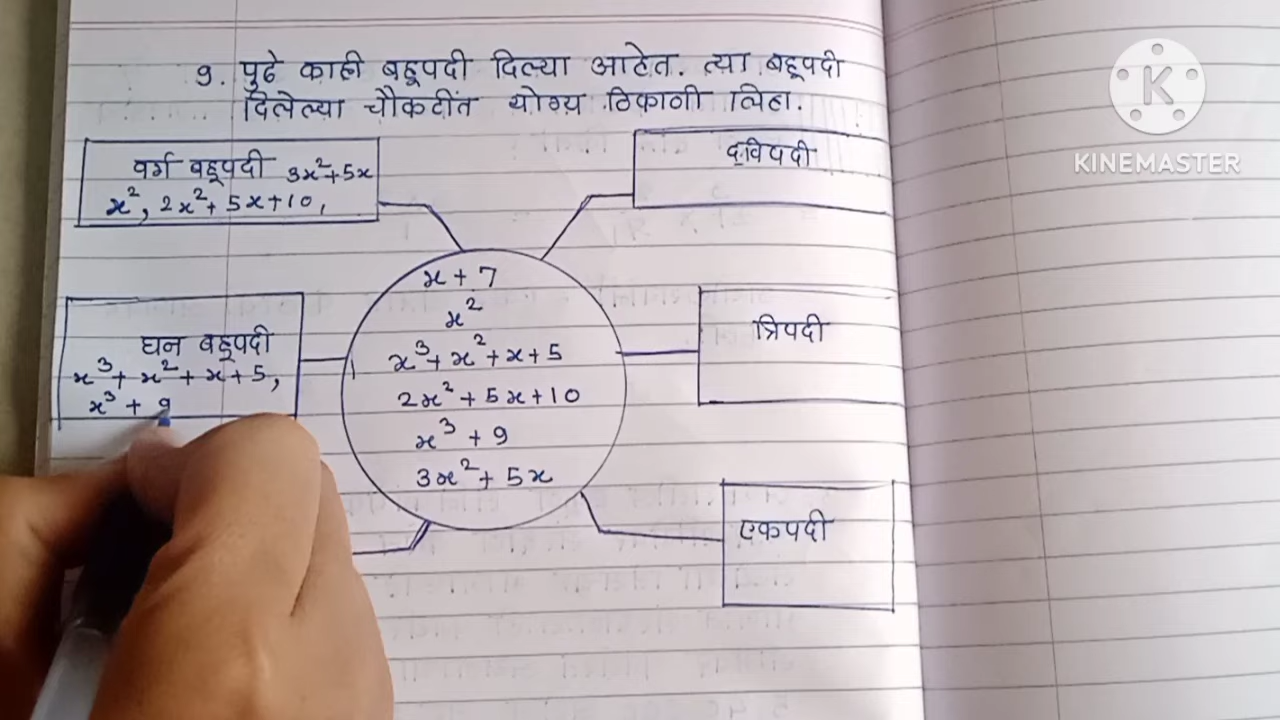 9. पुढे काही बहूपदी दिल्या आहेत. त्या बहूपदी
दिलेल्या चौकटींत योग्य ठिकाणी लिहा.
वर्ग बहूपदी 3x²+5x
x², 2x²+ 5x+10,
द्विपदी
x + 7
x²
x³+ x² + x + 5
2x² + 5x + 10
x³ + 9
3x² + 5x
घन बहूपदी
x³ + x² + x + 5,
x³ + 9
त्रिपदी
एकपदी
K
KINEMASTER